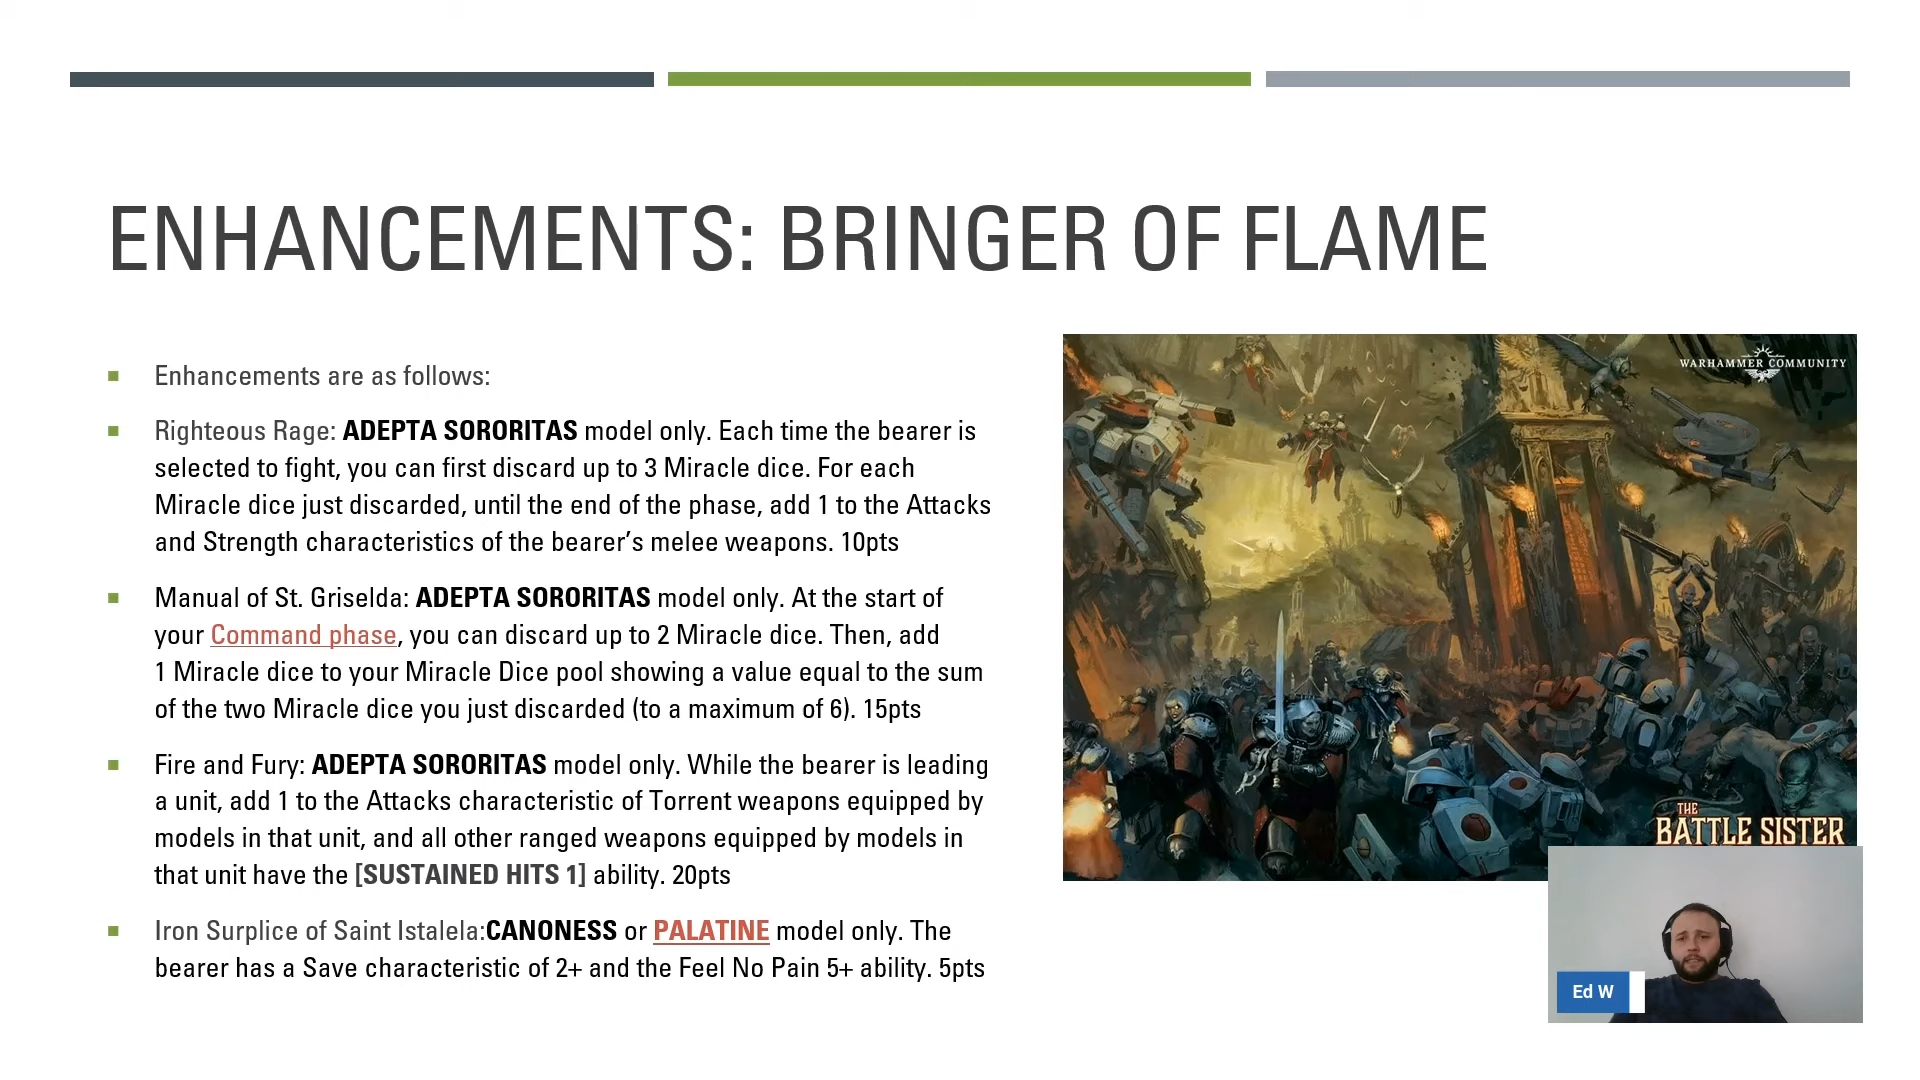 ENHANCEMENTS: BRINGER OF FLAME
Enhancements are as follows:
Righteous Rage: ADEPTA SORORITAS model only. Each time the bearer is
selected to fight, you can first discard up to 3 Miracle dice. For each
Miracle dice just discarded, until the end of the phase, add 1 to the Attacks
and Strength characteristics of the bearer’s melee weapons. 10pts
Manual of St. Griselda: ADEPTA SORORITAS model only. At the start of
your Command phase, you can discard up to 2 Miracle dice. Then, add
1 Miracle dice to your Miracle Dice pool showing a value equal to the sum
of the two Miracle dice you just discarded (to a maximum of 6). 15pts
Fire and Fury: ADEPTA SORORITAS model only. While the bearer is leading
a unit, add 1 to the Attacks characteristic of Torrent weapons equipped by
models in that unit, and all other ranged weapons equipped by models in
that unit have the [SUSTAINED HITS 1] ability. 20pts
Iron Surplice of Saint Istalela:CANONESS or PALATINE model only. The
bearer has a Save characteristic of 2+ and the Feel No Pain 5+ ability. 5pts
WARHAMMER COMMUNITY
THE
BATTLE SISTER
Ed W